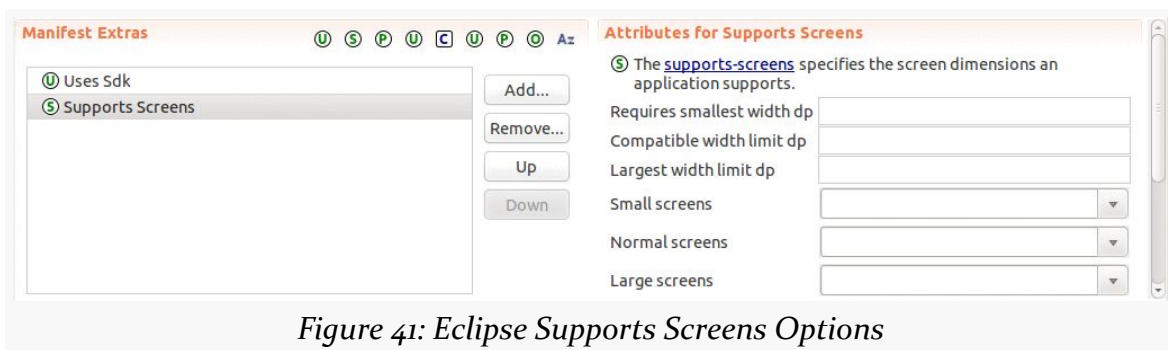 Manifest Extras
U S P U C U P O Az
Uses Sdk
Supports Screens
Add...
Remove...
Up
Down
Attributes for Supports Screens
S The supports-screens specifies the screen dimensions an
application supports.
Requires smallest width dp
Compatible width limit dp
Largest width limit dp
Small screens
Normal screens
Large screens
Figure 41: Eclipse Supports Screens Options